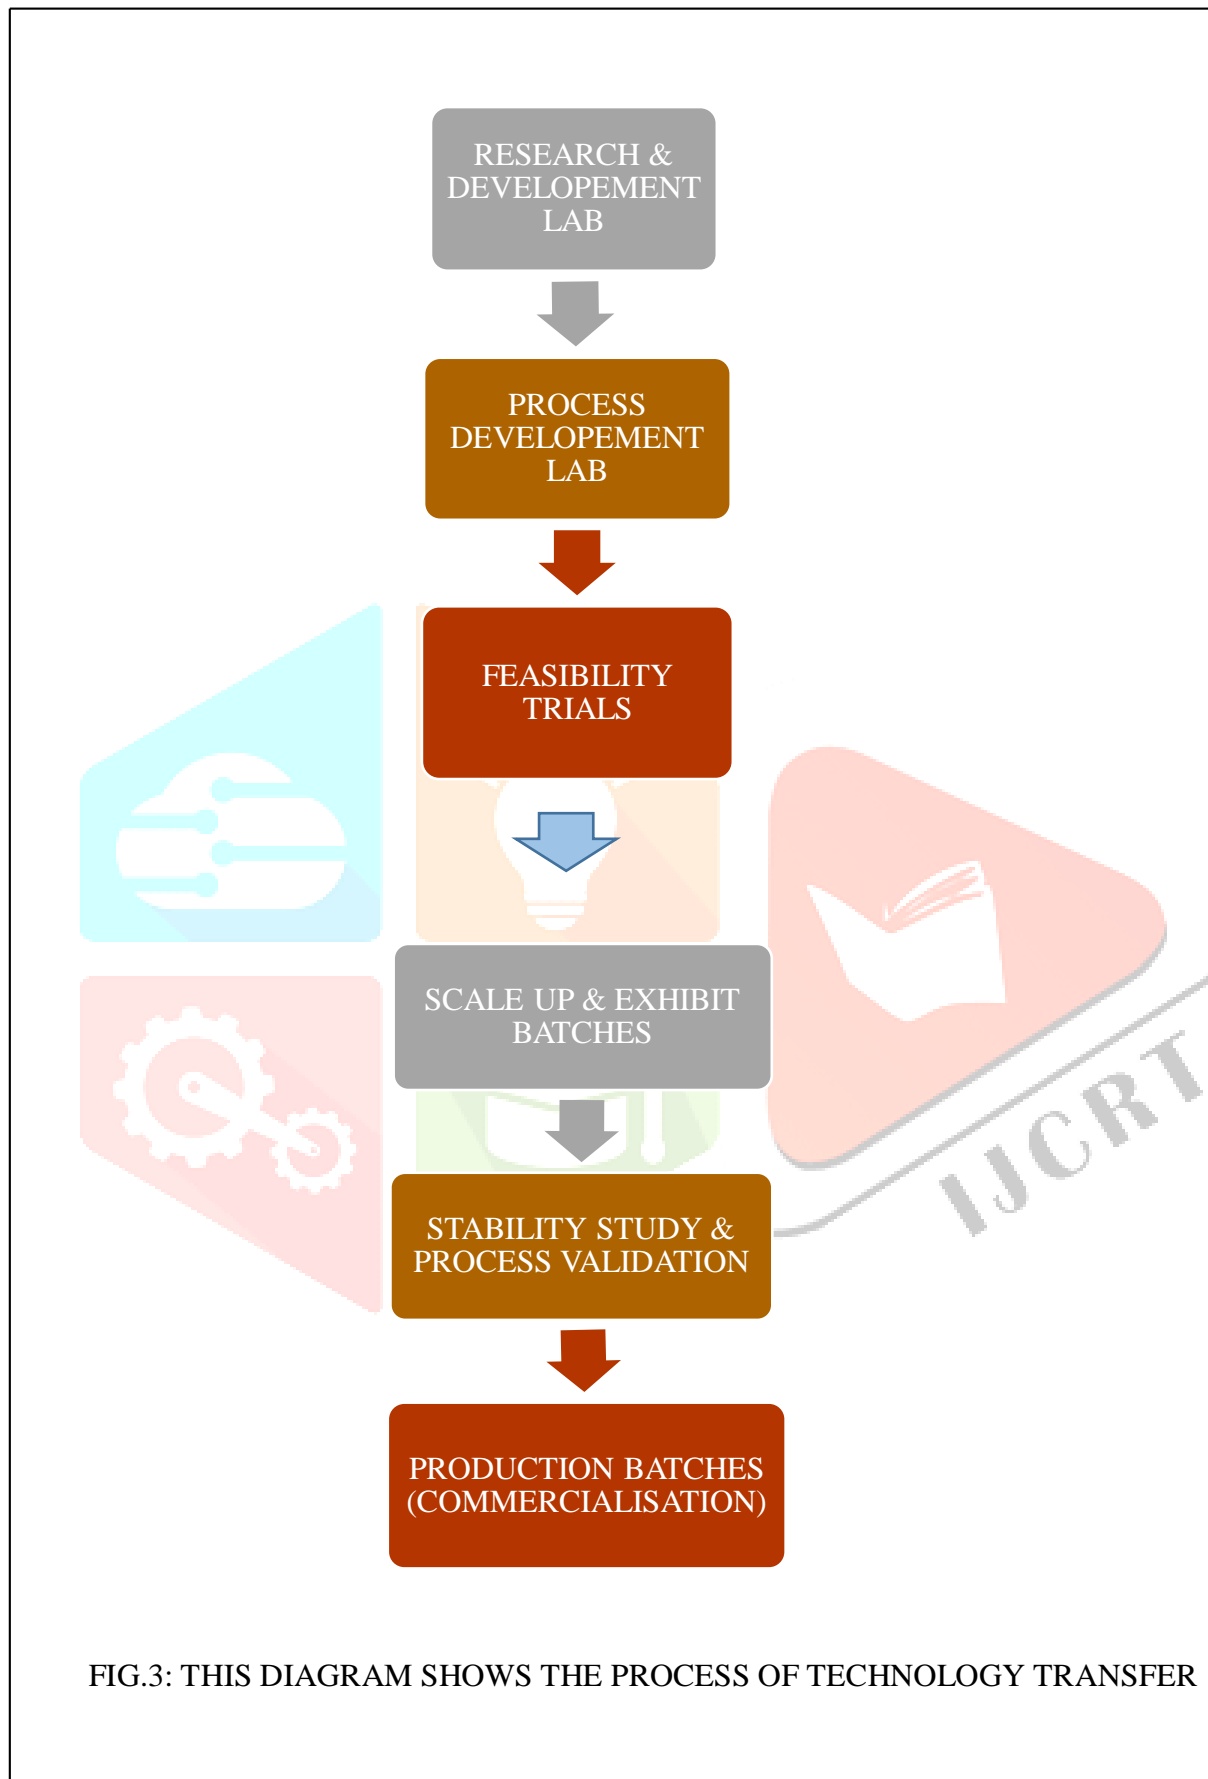 RESEARCH &
DEVELOPEMENT
LAB
PROCESS
DEVELOPEMENT
LAB
FEASIBILITY
TRIALS
SCALE UP & EXHIBIT
BATCHES
IJCRT
STABILITY STUDY &
PROCESS VALIDATION
PRODUCTION BATCHES
(COMMERCIALISATION)
FIG.3: THIS DIAGRAM SHOWS THE PROCESS OF TECHNOLOGY TRANSFER